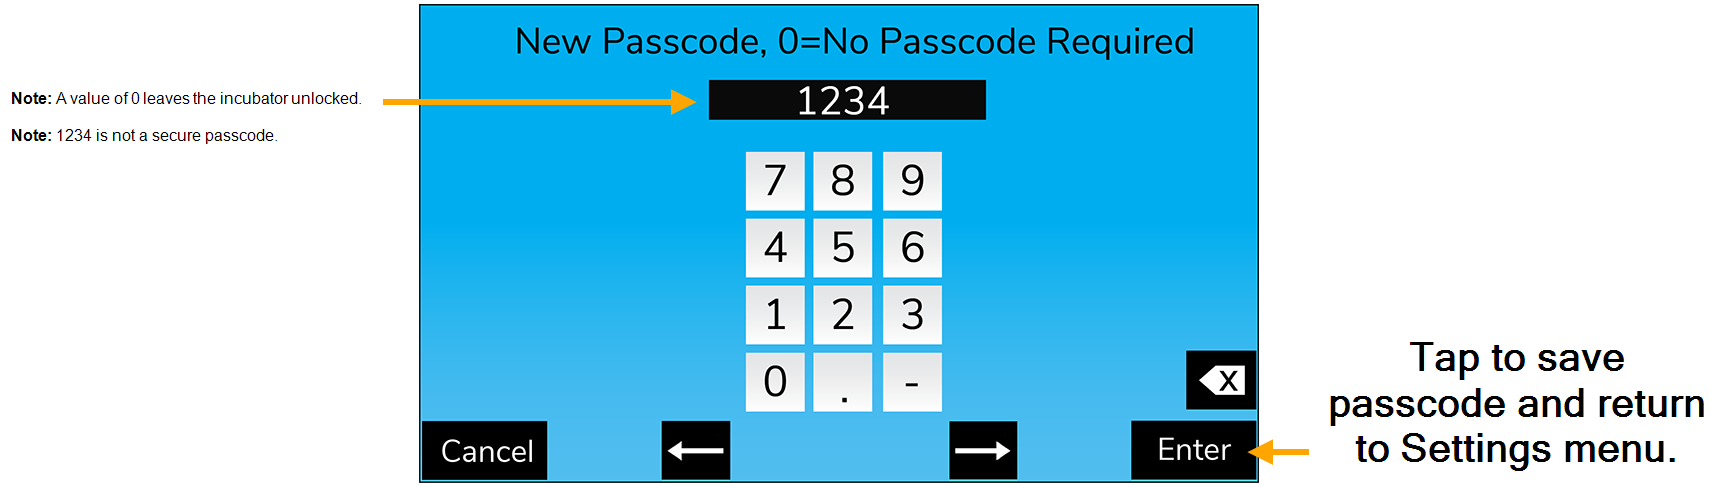 New Passcode, 0=No Passcode Required
Note: A value of 0 leaves the incubator unlocked.
1234
Note: 1234 is not a secure passcode.
7 8 9
4 5 6
1 2 3
0 . -
X
Tap to save
passcode and return
to Settings menu.
Cancel
Enter